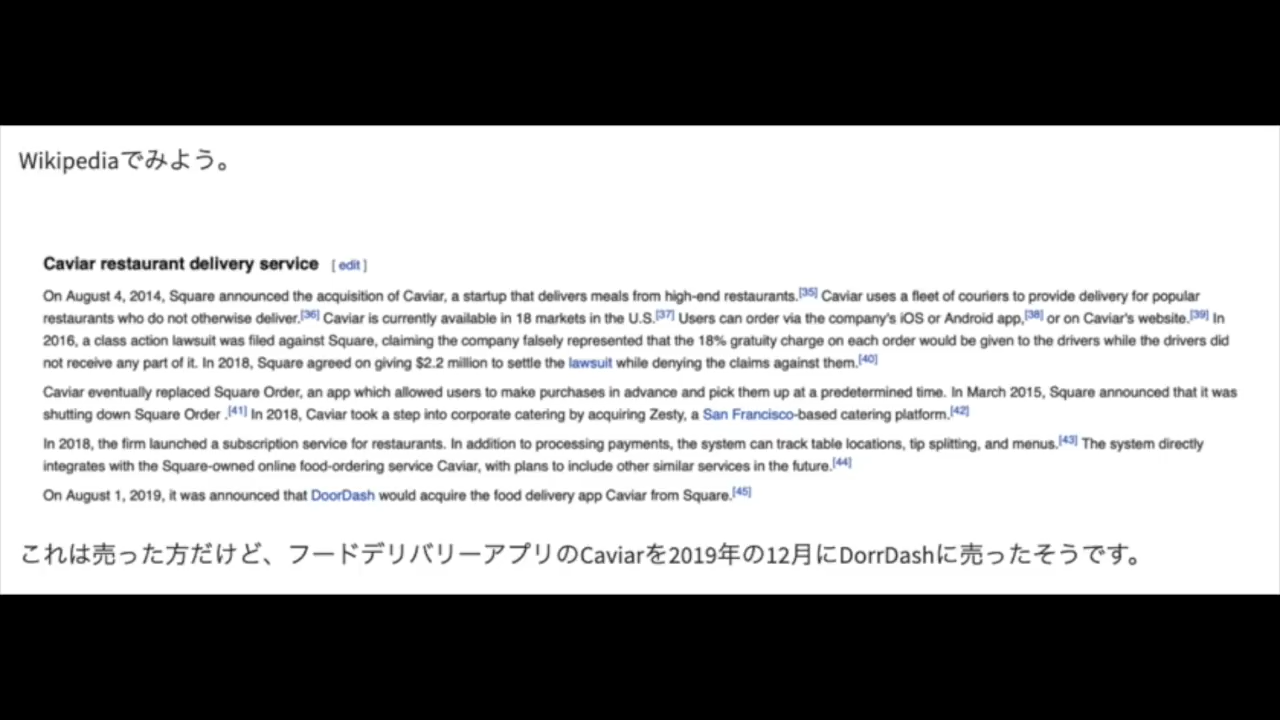 Wikipediaでみよう。
Caviar restaurant delivery service [ edit ]
On August 4, 2014, Square announced the acquisition of Caviar, a startup that delivers meals from high-end restaurants.[35] Caviar uses a fleet of couriers to provide delivery for popular
restaurants who do not otherwise deliver.[36] Caviar is currently available in 18 markets in the U.S.[37] Users can order via the company's iOS or Android app,[38] or on Caviar's website.[39] In
2016, a class action lawsuit was filed against Square, claiming the company falsely represented that the 18% gratuity charge on each order would be given to the drivers while the drivers did
not receive any part of it. In 2018, Square agreed on giving $2.2 million to settle the lawsuit while denying the claims against them.[40]
Caviar eventually replaced Square Order, an app which allowed users to make purchases in advance and pick them up at a predetermined time. In March 2015, Square announced that it was
shutting down Square Order .[41] In 2018, Caviar took a step into corporate catering by acquiring Zesty, a San Francisco-based catering platform.[42]
In 2018, the firm launched a subscription service for restaurants. In addition to processing payments, the system can track table locations, tip splitting, and menus.[43] The system directly
integrates with the Square-owned online food-ordering service Caviar, with plans to include other similar services in the future.[44]
On August 1, 2019, it was announced that DoorDash would acquire the food delivery app Caviar from Square.[45]
これは売った方だけど、フードデリバリーアプリのCaviarを2019年の12月にDorrDashに売ったそうです。